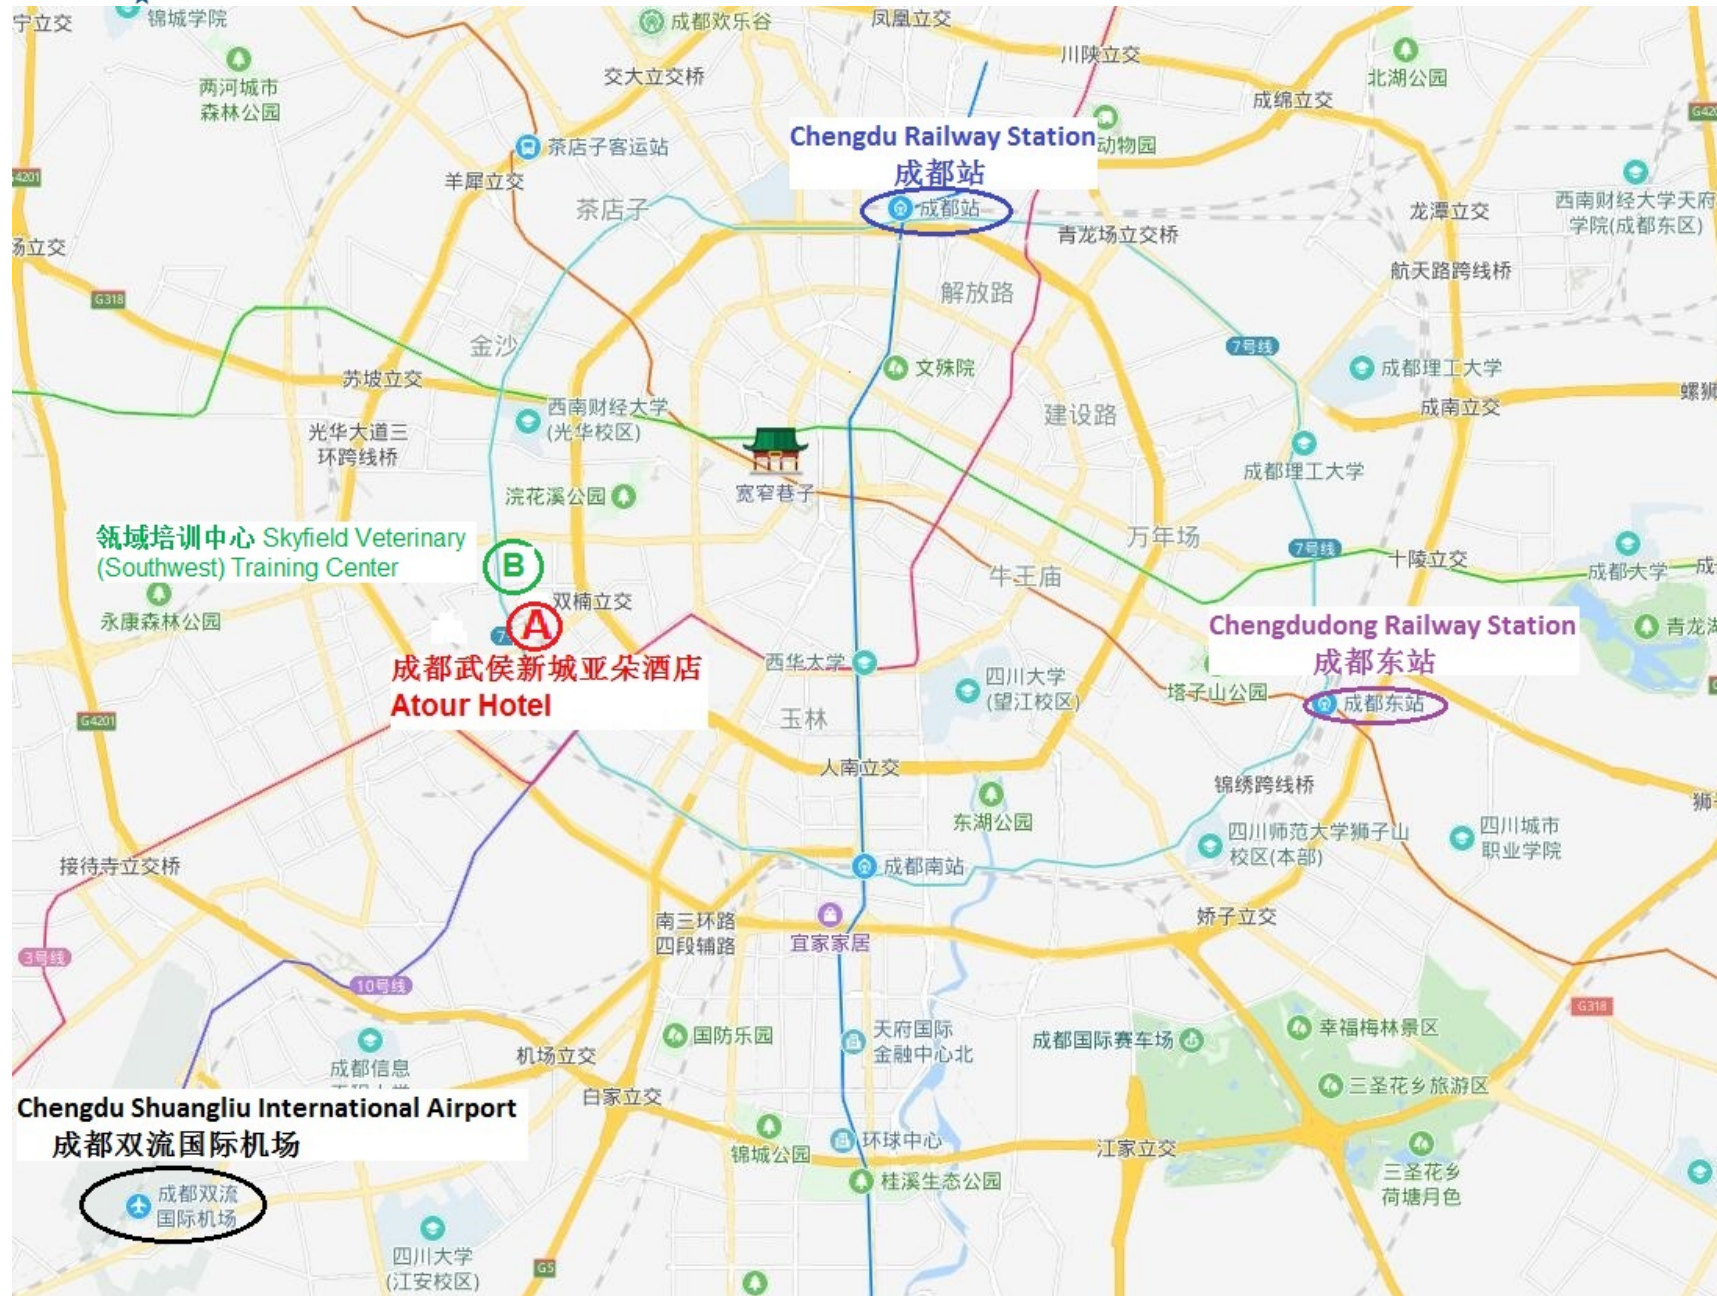 宁立交
锦城学院
成都欢乐谷
凤凰立交
川陕立交
北湖公园
两河城市
森林公园
交大立交桥
成绵立交
G420
Chengdu Railway Station
成都站
动物园
茶店子客运站
4201
羊犀立交
茶店子
成都站
青龙场立交桥
龙潭立交
西南财经大学天府
学院(成都东区)
场立交
航天路跨线桥
G318
解放路
金沙
7号线
苏坡立交
文殊院
成都理工大学
螺狮
西南财经大学
(光华校区)
建设路
成南立交
光华大道三
环跨线桥
成都理工大学
浣花溪公园
宽窄巷子
瓴域培训中心 Skyfield Veterinary
(Southwest) Training Center
B
万年场
7号线
十陵立交
成都大学
成
牛王庙
永康森林公园
双楠立交
7
A
Chengdudong Railway Station
成都东站
青龙湖
成都武侯新城亚朵酒店
Atour Hotel
西华大学
四川大学
(望江校区)
塔子山公园
成都东站
G4201
玉林
人南立交
锦绣跨线桥
东湖公园
狮子
四川师范大学狮子山
校区(本部)
四川城市
职业学院
接待寺立交桥
成都南站
南三环路
四段辅路
宜家家居
娇子立交
3号线
10号线
G318
国防乐园
天府国际
金融中心北
成都国际赛车场
幸福梅林景区
成都信息
机场立交
三圣花乡旅游区
白家立交
Chengdu Shuangliu International Airport
成都双流国际机场
锦城公园
环球中心
江家立交
桂溪生态公园
三圣花乡
荷塘月色
成都双流
国际机场
四川大学
(江安校区)
G5